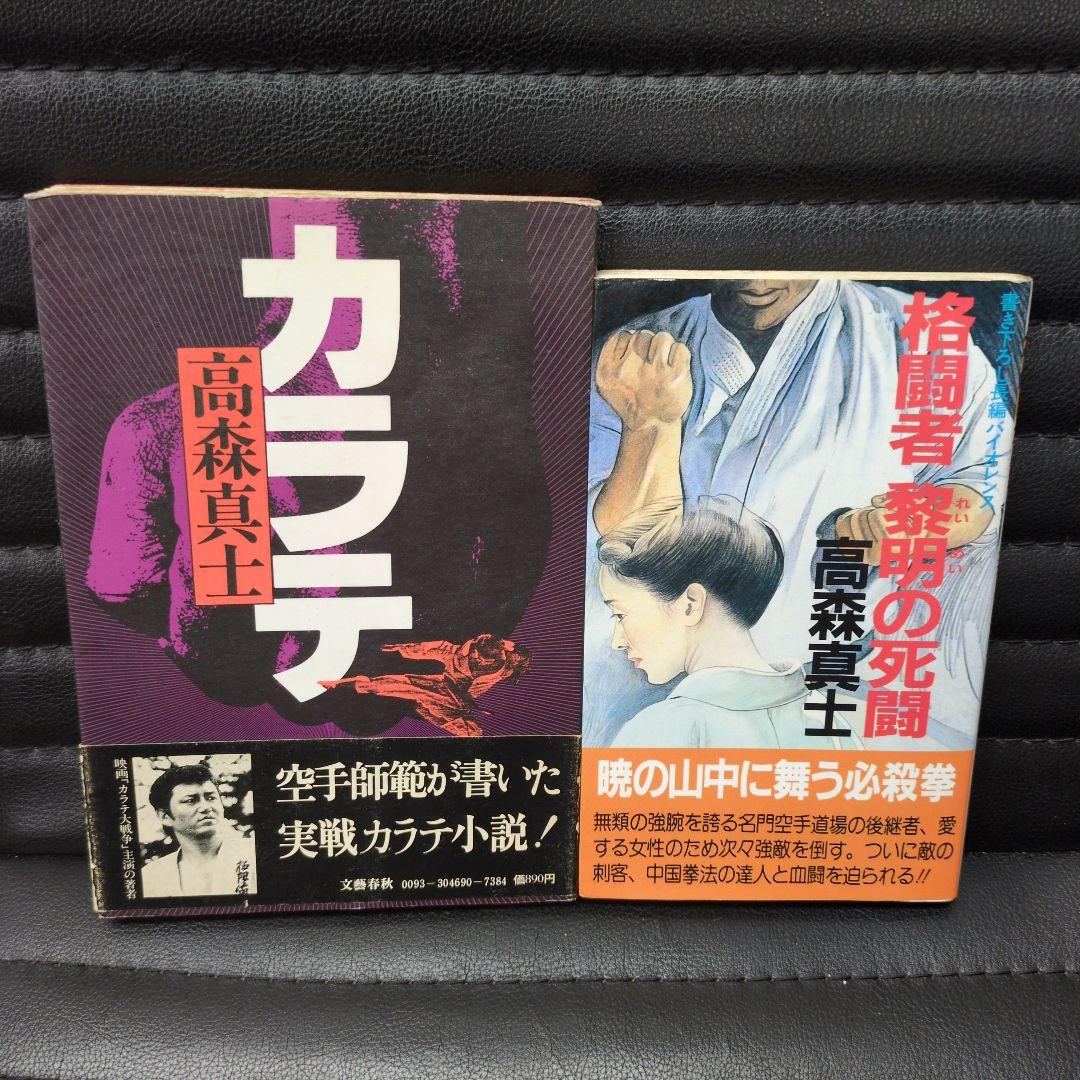 カラテ
高森真士
映画「カラテ大戦争」主演の著者
空手師範が書いた
実戦カラテ小説!
文藝春秋 0093-304690-7384 価890円
書き下ろし長編バイオレンス
格闘者 黎明の死闘
れい めい
高森真士
暁の山中に舞う必殺拳
無類の強腕を誇る名門空手道場の後継者、愛
する女性のため次々強敵を倒す。ついに敵の
刺客、中国拳法の達人と血闘を迫られる!!